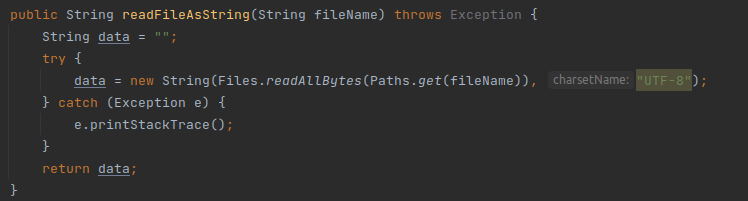 public String readFileAsString(String fileName) throws Exception {
    String data = "";
    try {
        data = new String(Files.readAllBytes(Paths.get(fileName)), charsetName: "UTF-8");
    } catch (Exception e) {
        e.printStackTrace();
    }
    return data;
}